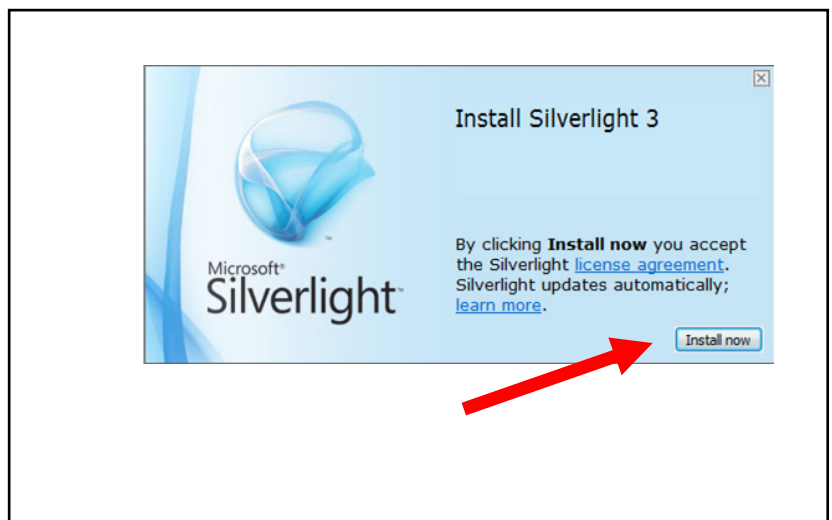 Install Silverlight 3
By clicking Install now you accept
the Silverlight license agreement.
Silverlight updates automatically;
learn more.
Microsoft®
Silverlight™
Install now